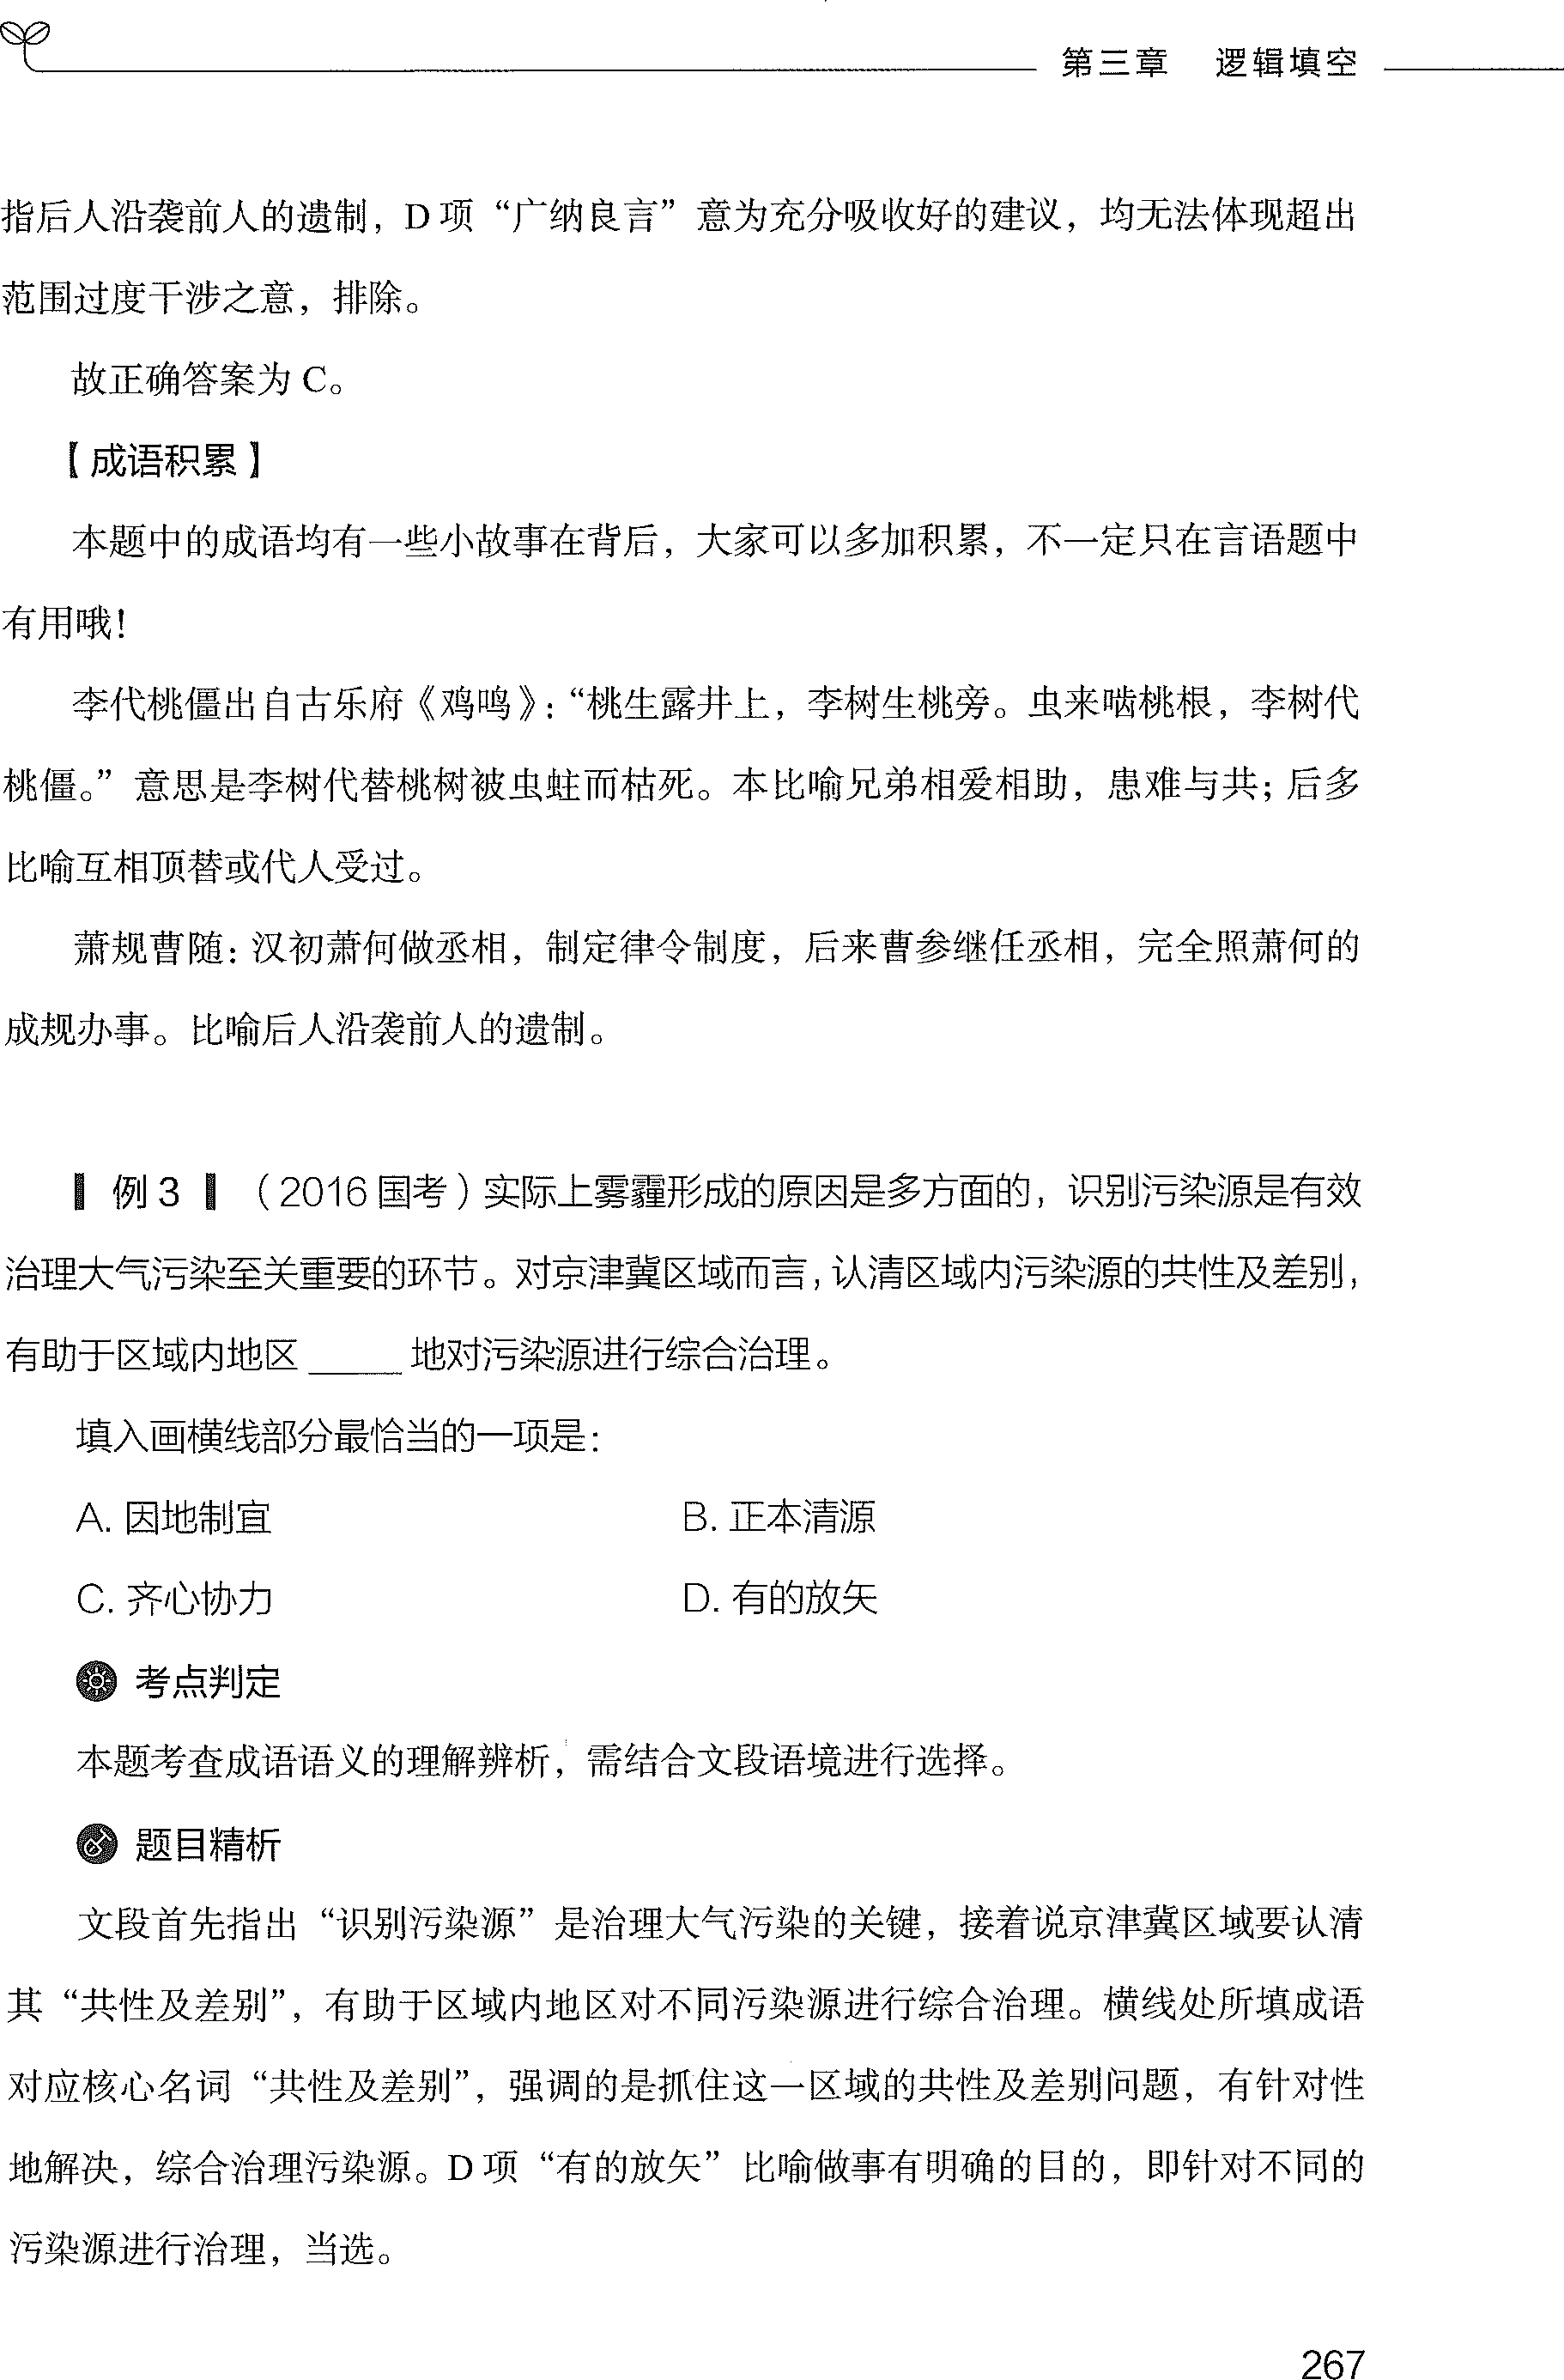 第三章 逻辑填空
指后人沿袭前人的遗制，D 项“广纳良言”意为充分吸收好的建议，均无法体现超出
范围过度干涉之意，排除。
故正确答案为 C。
【成语积累】
本题中的成语均有一些小故事在背后，大家可以多加积累，不一定只在言语题中
有用哦！
李代桃僵出自古乐府《鸡鸣》：“桃生露井上，李树生桃旁。虫来啮桃根，李树代
桃僵。”意思是李树代替桃树被虫蛀而枯死。本比喻兄弟相爱相助，患难与共；后多
比喻互相顶替或代人受过。
萧规曹随：汉初萧何做丞相，制定律令制度，后来曹参继任丞相，完全照萧何的
成规办事。比喻后人沿袭前人的遗制。
例 3 （2016 国考）实际上雾霾形成的原因是多方面的，识别污染源是有效
治理大气污染至关重要的环节。对京津冀区域而言，认清区域内污染源的共性及差别，
有助于区域内地区 _____ 地对污染源进行综合治理。
填入画横线部分最恰当的一项是：
A. 因地制宜 B. 正本清源
C. 齐心协力 D. 有的放矢
考点判定
本题考查成语语义的理解辨析，需结合文段语境进行选择。
题目精析
文段首先指出“识别污染源”是治理大气污染的关键，接着说京津冀区域要认清
其“共性及差别”，有助于区域内地区对不同污染源进行综合治理。横线处所填成语
对应核心名词“共性及差别”，强调的是抓住这一区域的共性及差别问题，有针对性
地解决，综合治理污染源。D 项“有的放矢”比喻做事有明确的目的，即针对不同的
污染源进行治理，当选。
267